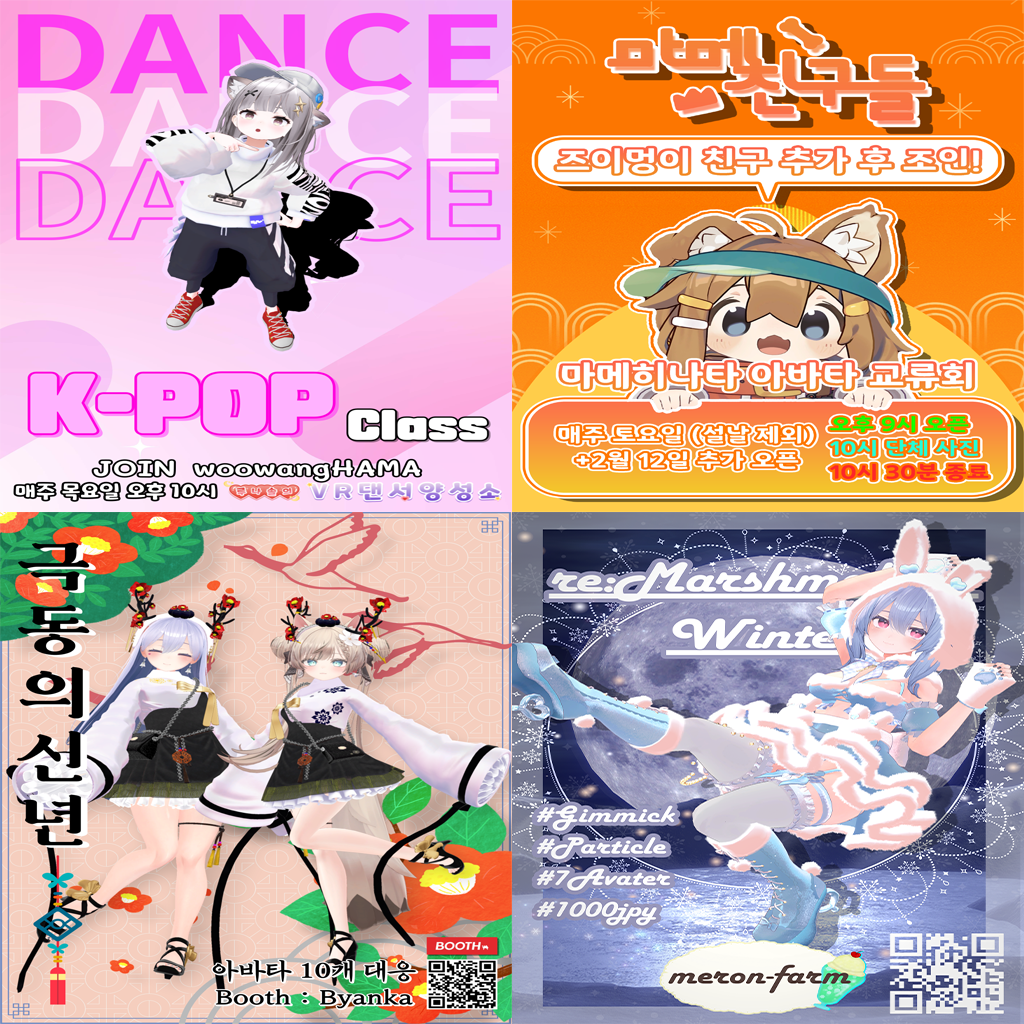 DANCE
DANCE
DANCE
K-POP Class
JOIN woowangHAMA
매주 목요일 오후 10시
VR댄서양성소
마메친구들
즈이멍이 친구 추가 후 조인!
마메히나타 아바타 교류회
매주 토요일 (설날 제외)
+2월 12일 추가 오픈
오후 9시 오픈
10시 단체 사진
10시 30분 종료
극동의신년
BOOTH
아바타 10개 대응
Booth : Byanka
re:Marshm
Winte
#Gimmick
#Particle
#7Avater
#1000jpy
meron-farm